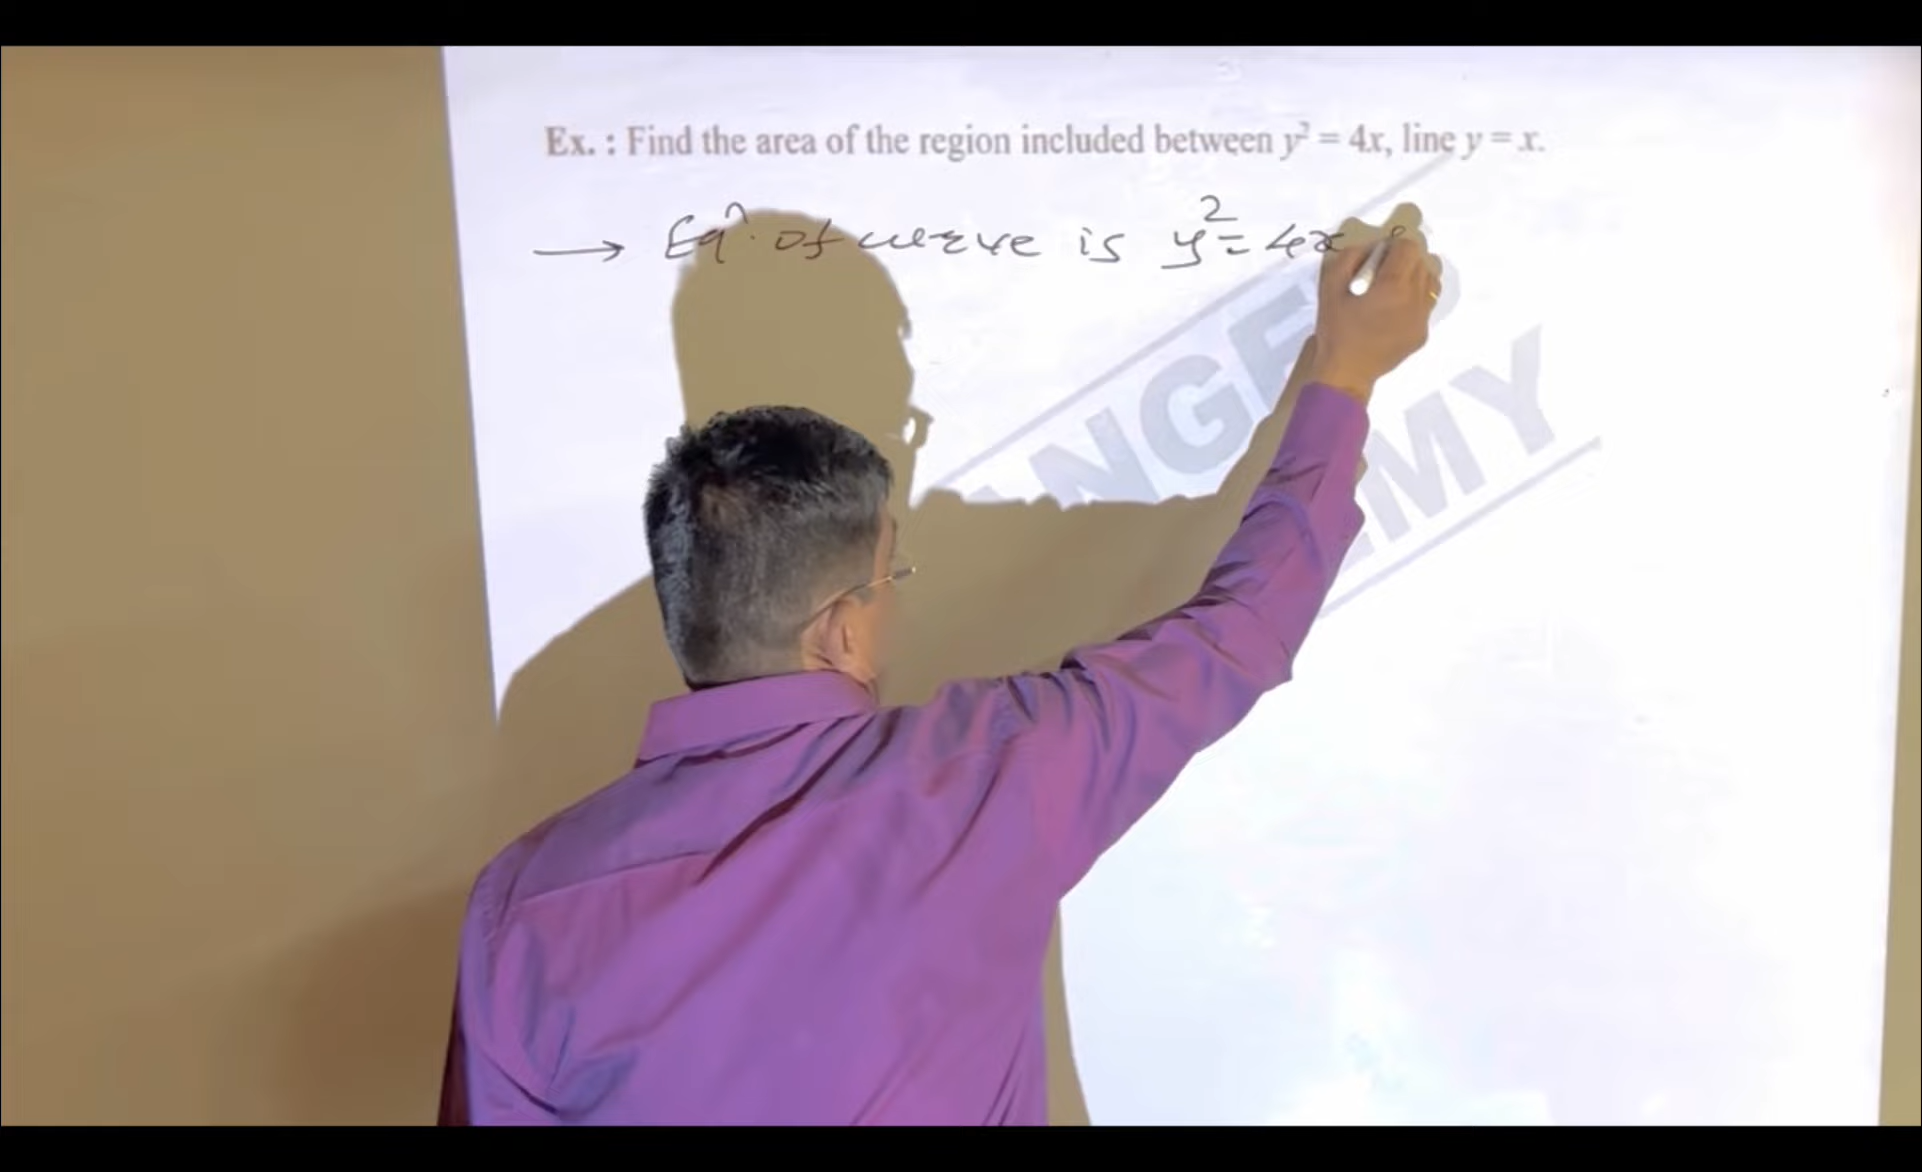 Ex. : Find the area of the region included between y² = 4x, line y = x.
→ Eqⁿ. of curve is y² = 4x